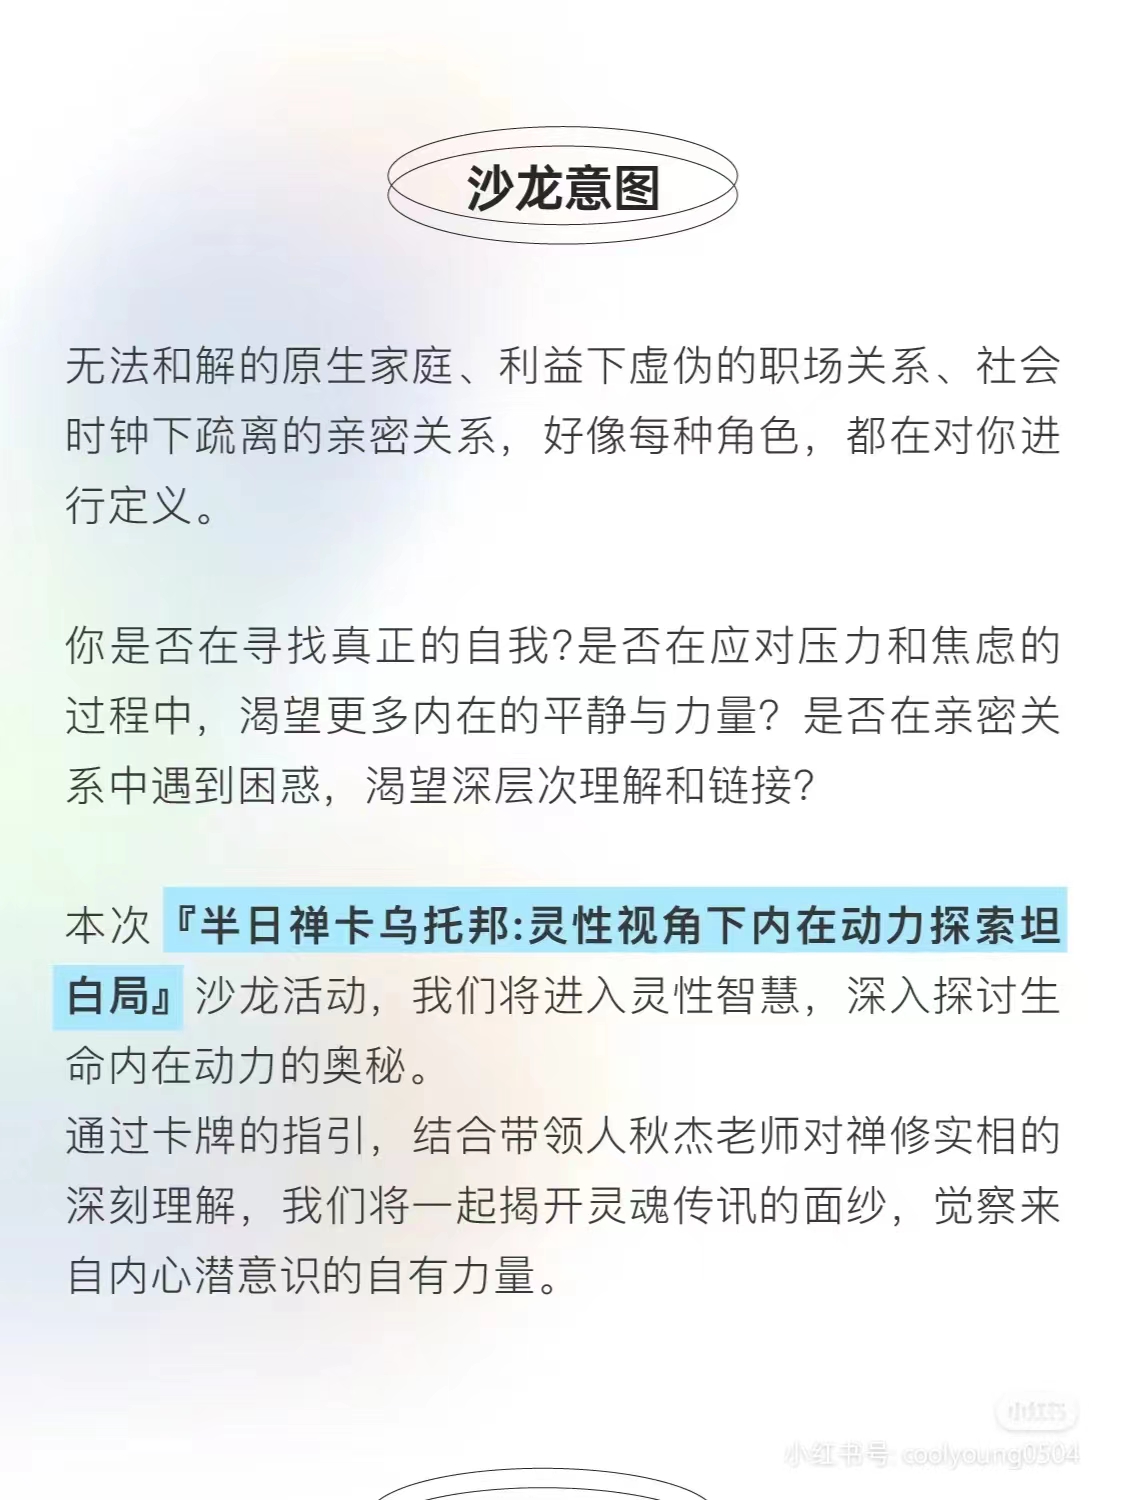 沙龙意图
无法和解的原生家庭、利益下虚伪的职场关系、社会
时钟下疏离的亲密关系，好像每种角色，都在对你进
行定义。
你是否在寻找真正的自我?是否在应对压力和焦虑的
过程中，渴望更多内在的平静与力量？是否在亲密关
系中遇到困惑，渴望深层次理解和链接？
本次『半日禅卡乌托邦:灵性视角下内在动力探索坦
白局』沙龙活动，我们将进入灵性智慧，深入探讨生
命内在动力的奥秘。
通过卡牌的指引，结合带领人秋杰老师对禅修实相的
深刻理解，我们将一起揭开灵魂传讯的面纱，觉察来
自内心潜意识的自有力量。
小红书
小红书号: coolyoung0504